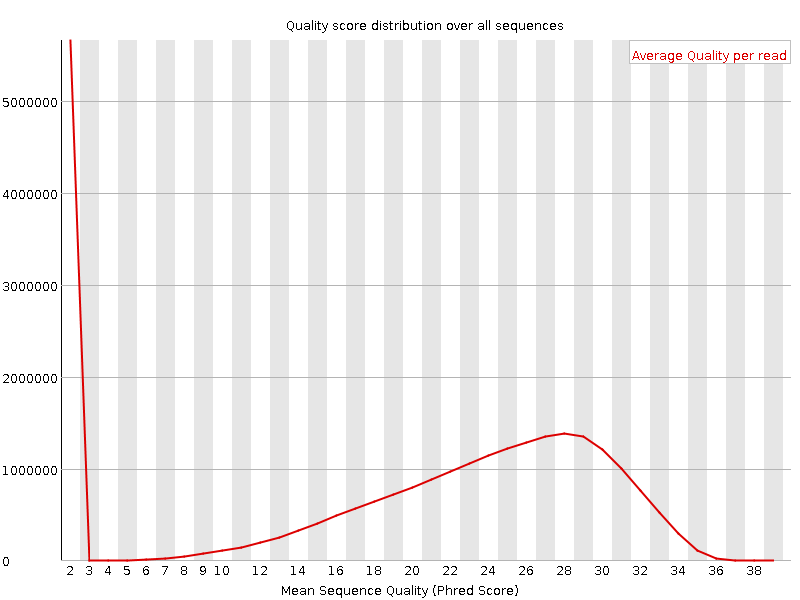 Quality score distribution over all sequences
Average Quality per read
5000000
4000000
3000000
2000000
1000000
0
2 3 4 5 6 7 8 9 10 12 14 16 18 20 22 24 26 28 30 32 34 36 38
Mean Sequence Quality (Phred Score)